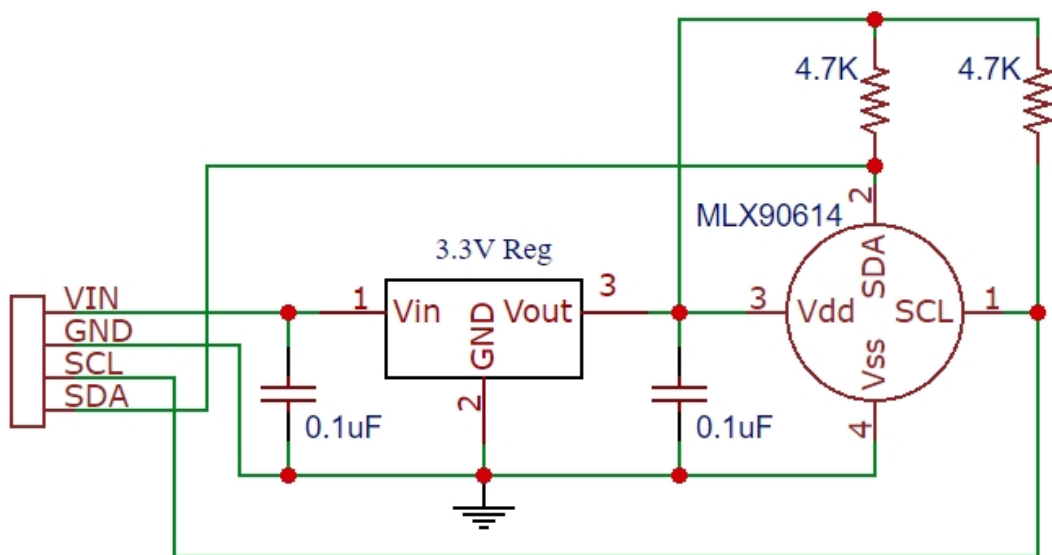 4.7K
4.7K
MLX90614
2
SDA
3.3V Reg
VIN
GND
SCL
SDA
1
Vin
GND
Vout
3
2
3
Vdd
SCL
1
Vss
4
0.1uF
0.1uF